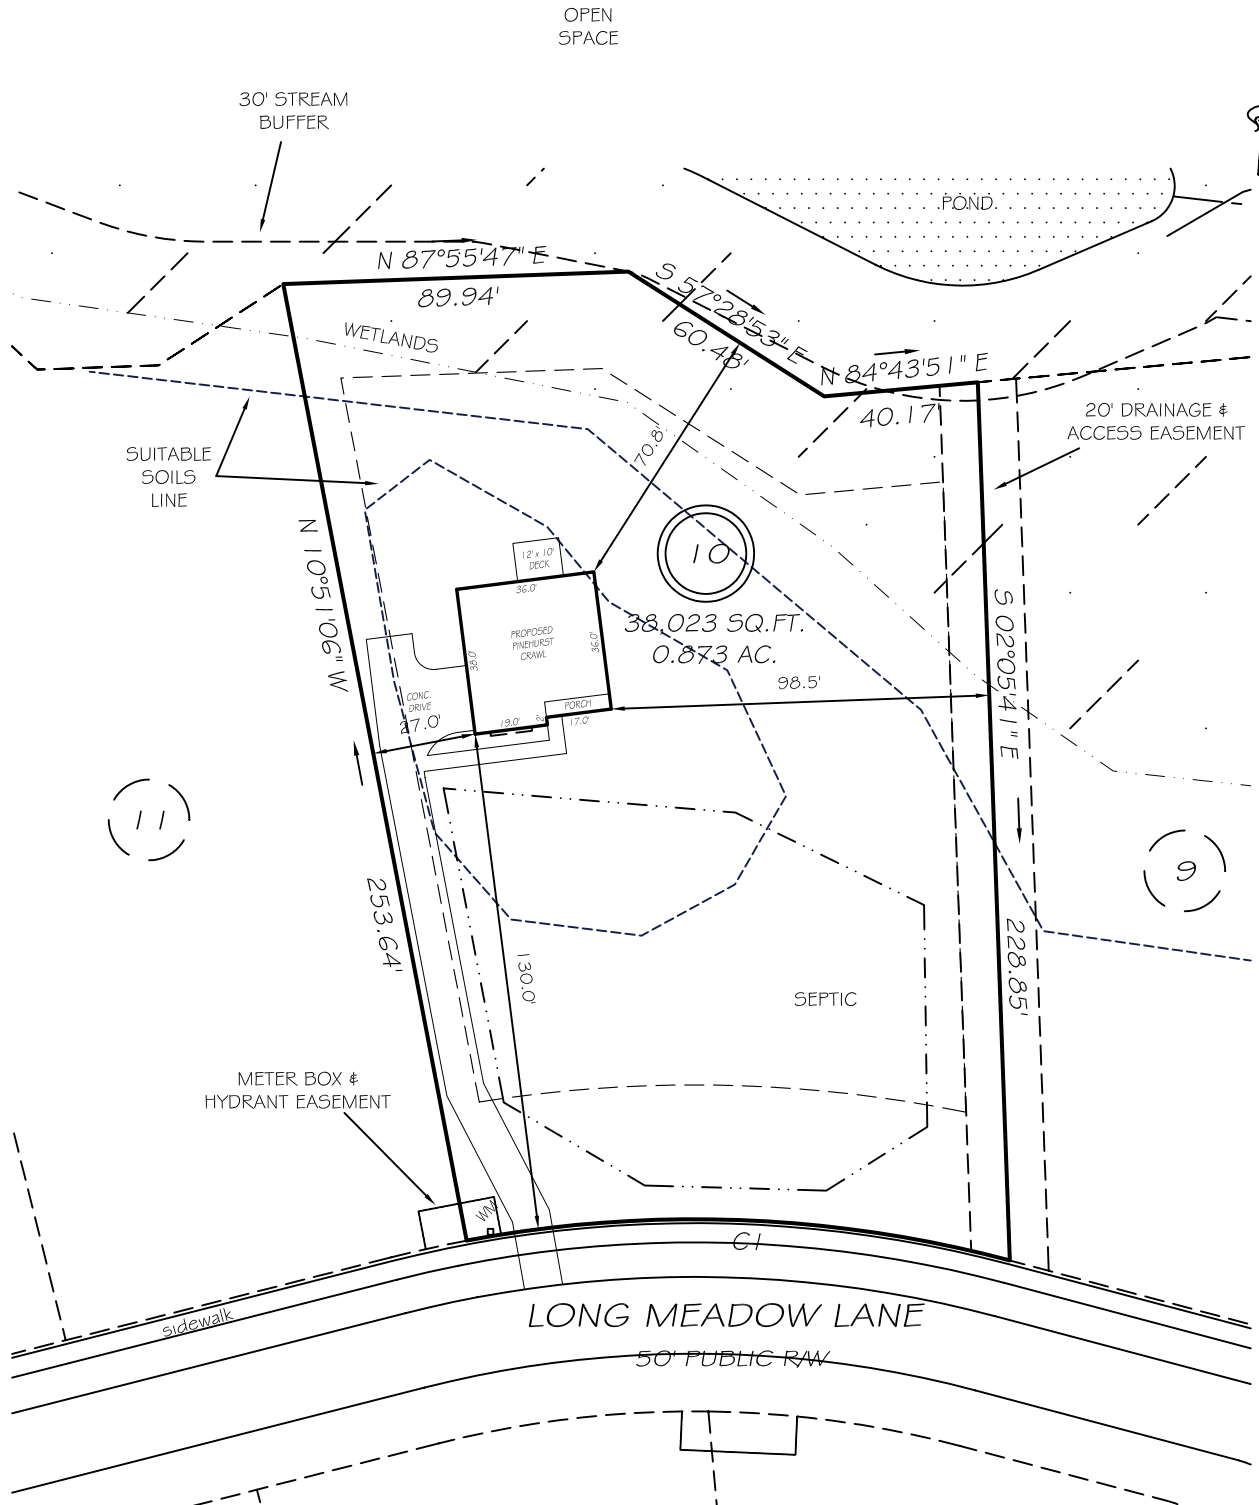 OPEN
SPACE
30' STREAM
BUFFER
POND
N 87°55'47" E
89.94'
S 57°28'53" E
60.48'
N 84°43'51" E
40.17'
WETLANDS
20' DRAINAGE &
ACCESS EASEMENT
SUITABLE
SOILS
LINE
70.8'
N 10°51'06" W
12' x 10'
DECK
36.0'
10
38.023 SQ.FT.
0.873 AC.
PROPOSED
PINEHURST
CRAWL
36.0'
38.0'
S 02°05'41" E
98.5'
CONC.
DRIVE
27.0'
PORCH
19.0'
2'
17.0'
11
9
253.64'
228.85'
130.0'
SEPTIC
METER BOX &
HYDRANT EASEMENT
WM
C1
sidewalk
LONG MEADOW LANE
50' PUBLIC R/W